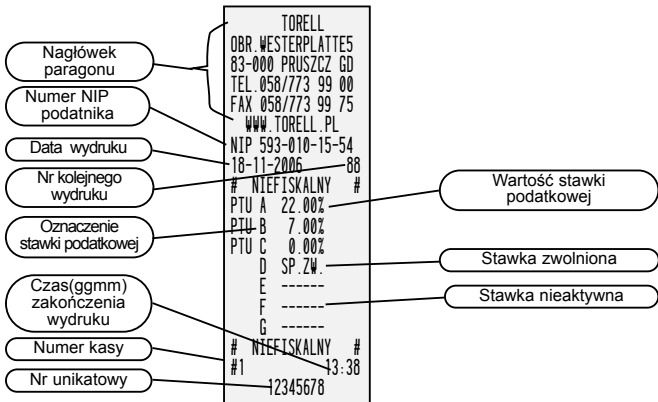 TORELL
OBR.WESTERPLATTE5
83-000 PRUSZCZ GD
TEL.058/773 99 00
FAX 058/773 99 75
WWW.TORELL.PL
NIP 593-010-15-54
18-11-2006 88
# NIEFISKALNY #
PTU A 22.00%
PTU B 7.00%
PTU C 0.00%
D SP.ZW.
E ------
F ------
G ------
# NIEFISKALNY #
#1 13:38
12345678
Nagłówek
paragonu
Numer NIP
podatnika
Data wydruku
Nr kolejnego
wydruku
Oznaczenie
stawki podatkowej
Czas(ggmm)
zakończenia
wydruku
Numer kasy
Nr unikatowy
Wartość stawki
podatkowej
Stawka zwolniona
Stawka nieaktywna